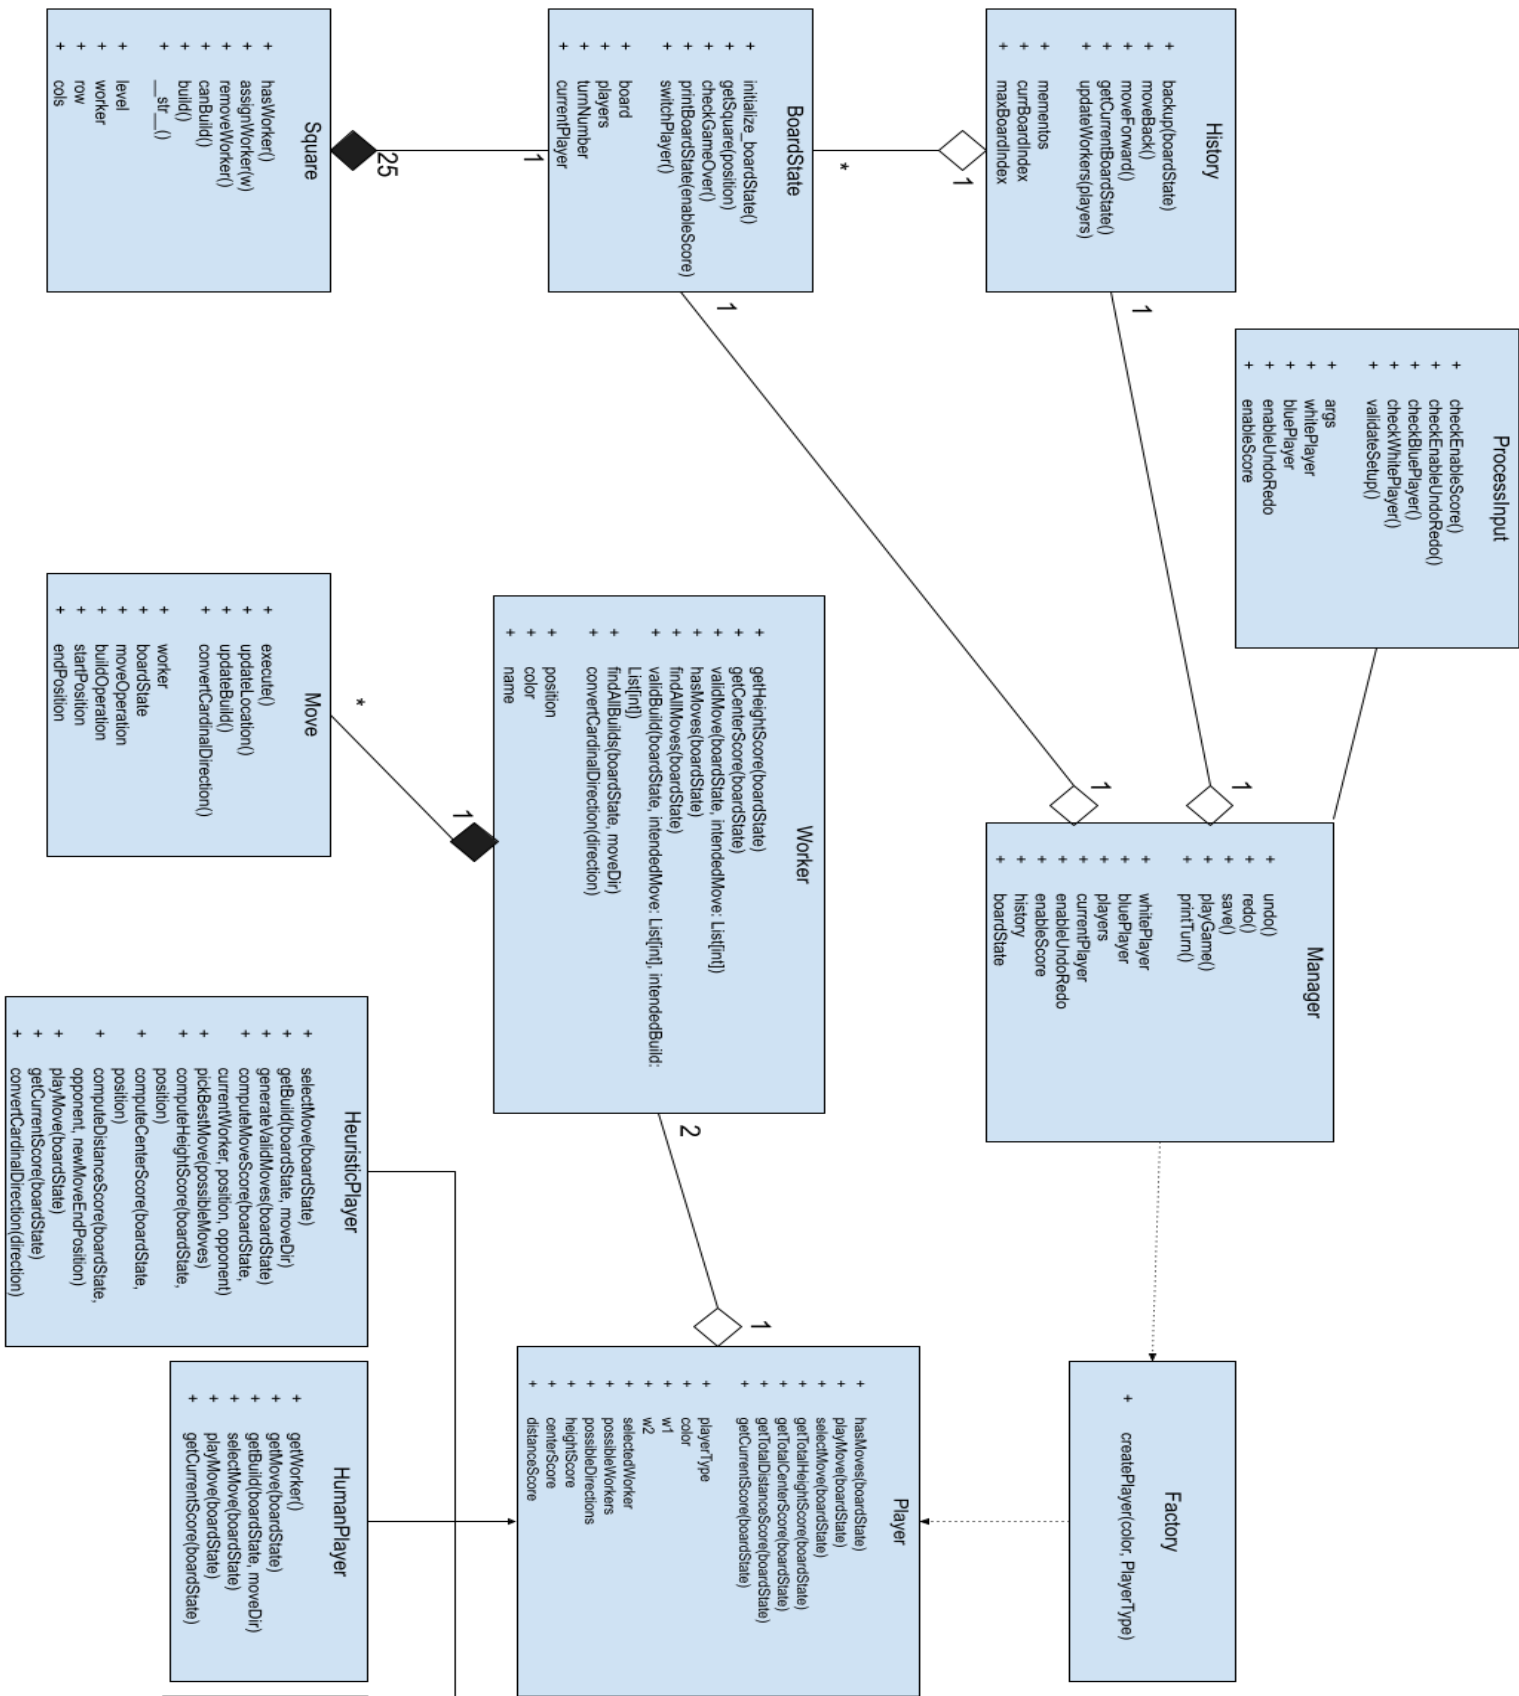 History
+ backup(boardState)
+ moveBack()
+ moveForward()
+ getCurrentBoardState()
+ updateWorkers(players)
+ mementos
+ currBoardIndex
+ maxBoardIndex
1
1
*
BoardState
+ initialize_boardState()
+ getSquare(position)
+ checkGameOver()
+ printBoardState(enableScore)
+ switchPlayer()
+ board
+ players
+ turnNumber
+ currentPlayer
1
1
25
Square
+ hasWorker()
+ assignWorker(w)
+ removeWorker()
+ canBuild()
+ build()
+ __str__()
+ level
+ worker
+ row
+ cols
ProcessInput
+ checkEnableScore()
+ checkEnableUndoRedo()
+ checkBluePlayer()
+ checkWhitePlayer()
+ validateSetup()
+ args
+ whitePlayer
+ bluePlayer
+ enableUndoRedo
+ enableScore
1
1
Manager
+ undo()
+ redo()
+ save()
+ playGame()
+ printTurn()
+ whitePlayer
+ bluePlayer
+ players
+ currentPlayer
+ enableUndoRedo
+ enableScore
+ history
+ boardState
Worker
+ getHeightScore(boardState)
+ getCenterScore(boardState)
+ validMove(boardState, intendedMove: List[int])
+ hasMoves(boardState)
+ findAllMoves(boardState)
+ validBuild(boardState, intendedMove: List[int], intendedBuild:
List[int])
+ findAllBuilds(boardState, moveDir)
+ convertCardinalDirection(direction)
+ position
+ color
+ name
2
1
1
*
Move
+ execute()
+ updateLocation()
+ updateBuild()
+ convertCardinalDirection()
+ worker
+ boardState
+ moveOperation
+ buildOperation
+ startPosition
+ endPosition
Factory
+ createPlayer(color, PlayerType)
Player
+ hasMoves(boardState)
+ playMove(boardState)
+ selectMove(boardState)
+ getTotalHeightScore(boardState)
+ getTotalCenterScore(boardState)
+ getTotalDistanceScore(boardState)
+ getCurrentScore(boardState)
+ playerType
+ color
+ w1
+ w2
+ selectedWorker
+ possibleWorkers
+ possibleDirections
+ heightScore
+ centerScore
+ distanceScore
HeuristicPlayer
+ selectMove(boardState)
+ getBuild(boardState, moveDir)
+ generateValidMoves(boardState)
+ computeMoveScore(boardState,
currentWorker, position, opponent)
+ pickBestMove(possibleMoves)
+ computeHeightScore(boardState,
position)
+ computeCenterScore(boardState,
position)
+ computeDistanceScore(boardState,
opponent, newMoveEndPosition)
+ playMove(boardState)
+ getCurrentScore(boardState)
+ convertCardinalDirection(direction)
HumanPlayer
+ getWorker()
+ getMove(boardState)
+ getBuild(boardState, moveDir)
+ selectMove(boardState)
+ playMove(boardState)
+ getCurrentScore(boardState)